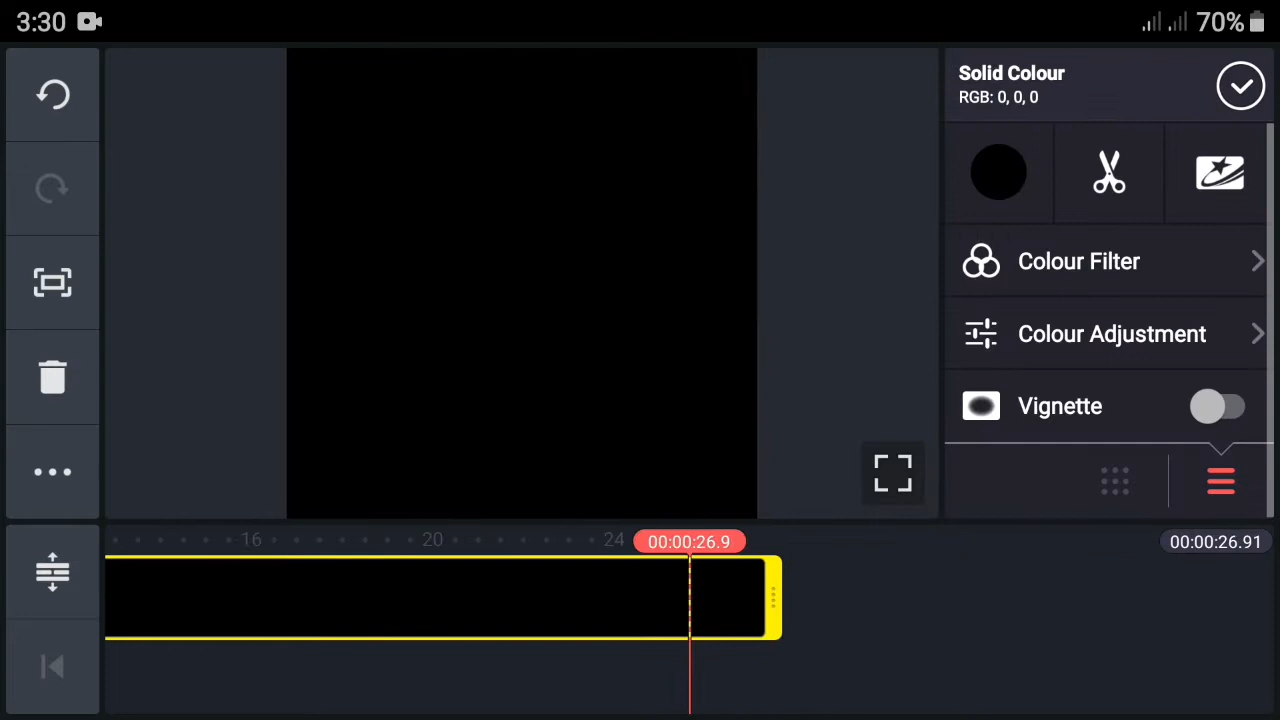 3:30
70%
Solid Colour
RGB: 0, 0, 0
Colour Filter
Colour Adjustment
Vignette
16
20
24
00:00:26.9
00:00:26.91